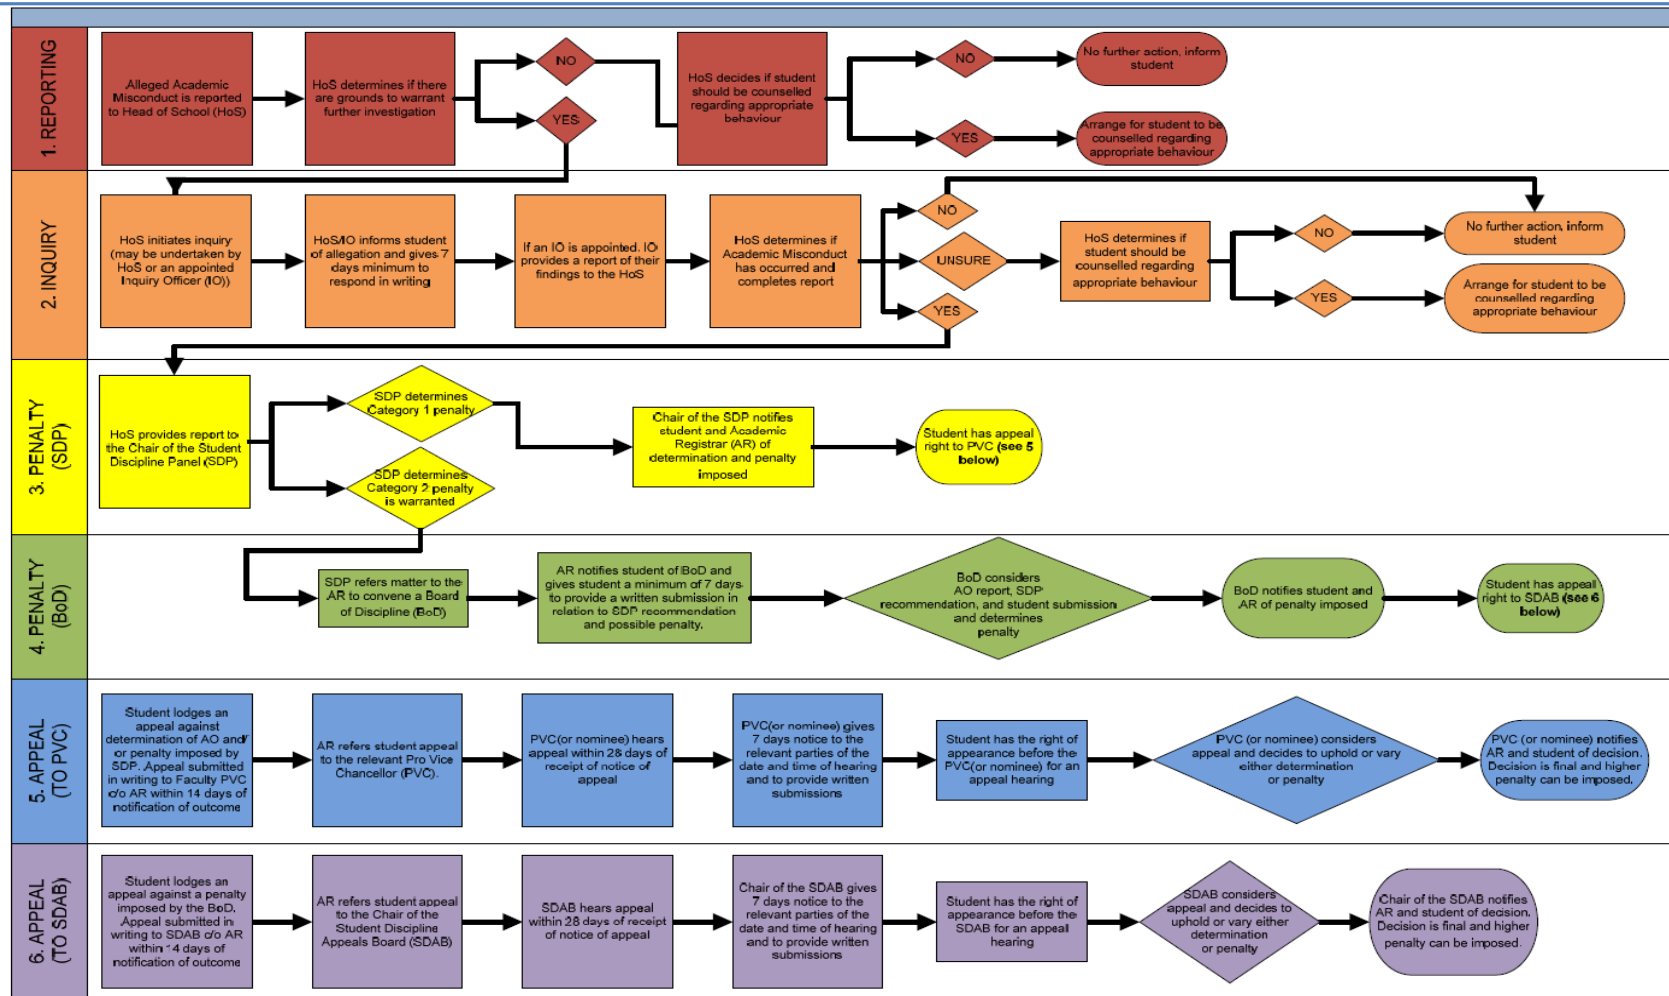 1. REPORTING
Alleged Academic
Misconduct is reported
to Head of School (HoS)
HoS determines if there
are grounds to warrant
further investigation
NO
YES
HoS decides if student
should be counselled
regarding appropriate
behaviour
NO
YES
No further action, inform
student
Arrange for student to be
counselled regarding
appropriate behaviour
2. INQUIRY
HoS initiates inquiry
(may be undertaken by
HoS or an appointed
Inquiry Officer (IO))
HoS/IO informs student
of allegation and gives 7
days minimum to
respond in writing
If an IO is appointed. IO
provides a report of their
findings to the HoS
HoS determines if
Academic Misconduct
has occurred and
completes report
NO
UNSURE
YES
HoS determines if
student should be
counselled regarding
appropriate behaviour
NO
YES
No further action, inform
student
Arrange for student to be
counselled regarding
appropriate behaviour
3. PENALTY
(SDP)
HoS provides report to
the Chair of the Student
Discipline Panel (SDP)
SDP determines
Category 1 penalty
SDP determines
Category 2 penalty
is warranted
Chair of the SDP notifies
student and Academic
Registrar (AR) of
determination and penalty
imposed
Student has appeal
right to PVC (see 5
below)
4. PENALTY
(BoD)
SDP refers matter to the
AR to convene a Board
of Discipline (BoD)
AR notifies student of BoD and
gives student a minimum of 7 days
to provide a written submission in
relation to SDP recommendation
and possible penalty.
BoD considers
AO report, SDP
recommendation, and student submission
and determines
penalty
BoD notifies student and
AR of penalty imposed
Student has appeal
right to SDAB (see 6
below)
5. APPEAL
(TO PVC)
Student lodges an
appeal against
determination of AO and/
or penalty imposed by
SDP. Appeal submitted
in writing to Faculty PVC
c/o AR within 14 days of
notification of outcome
AR refers student appeal
to the relevant Pro Vice
Chancellor (PVC).
PVC(or nominee) hears
appeal within 28 days of
receipt of notice of
appeal
PVC(or nominee) gives
7 days notice to the
relevant parties of the
date and time of hearing
and to provide written
submissions
Student has the right of
appearance before the
PVC(or nominee) for an
appeal hearing
PVC (or nominee) considers
appeal and decides to uphold or vary
either determination
or penalty
PVC (or nominee) notifies
AR and student of decision.
Decision is final and higher
penalty can be imposed.
6. APPEAL
(TO SDAB)
Student lodges an
appeal against a penalty
imposed by the BoD.
Appeal submitted in
writing to SDAB c/o AR
within 14 days of
notification of outcome
AR refers student appeal
to the Chair of the
Student Discipline
Appeals Board (SDAB)
SDAB hears appeal
within 28 days of receipt
of notice of appeal
Chair of the SDAB gives
7 days notice to the
relevant parties of the
date and time of hearing
and to provide written
submissions
Student has the right of
appearance before the
SDAB for an appeal
hearing
SDAB considers
appeal and decides to
uphold or vary either
determination
or penalty
Chair of the SDAB notifies
AR and student of decision.
Decision is final and higher
penalty can be imposed.